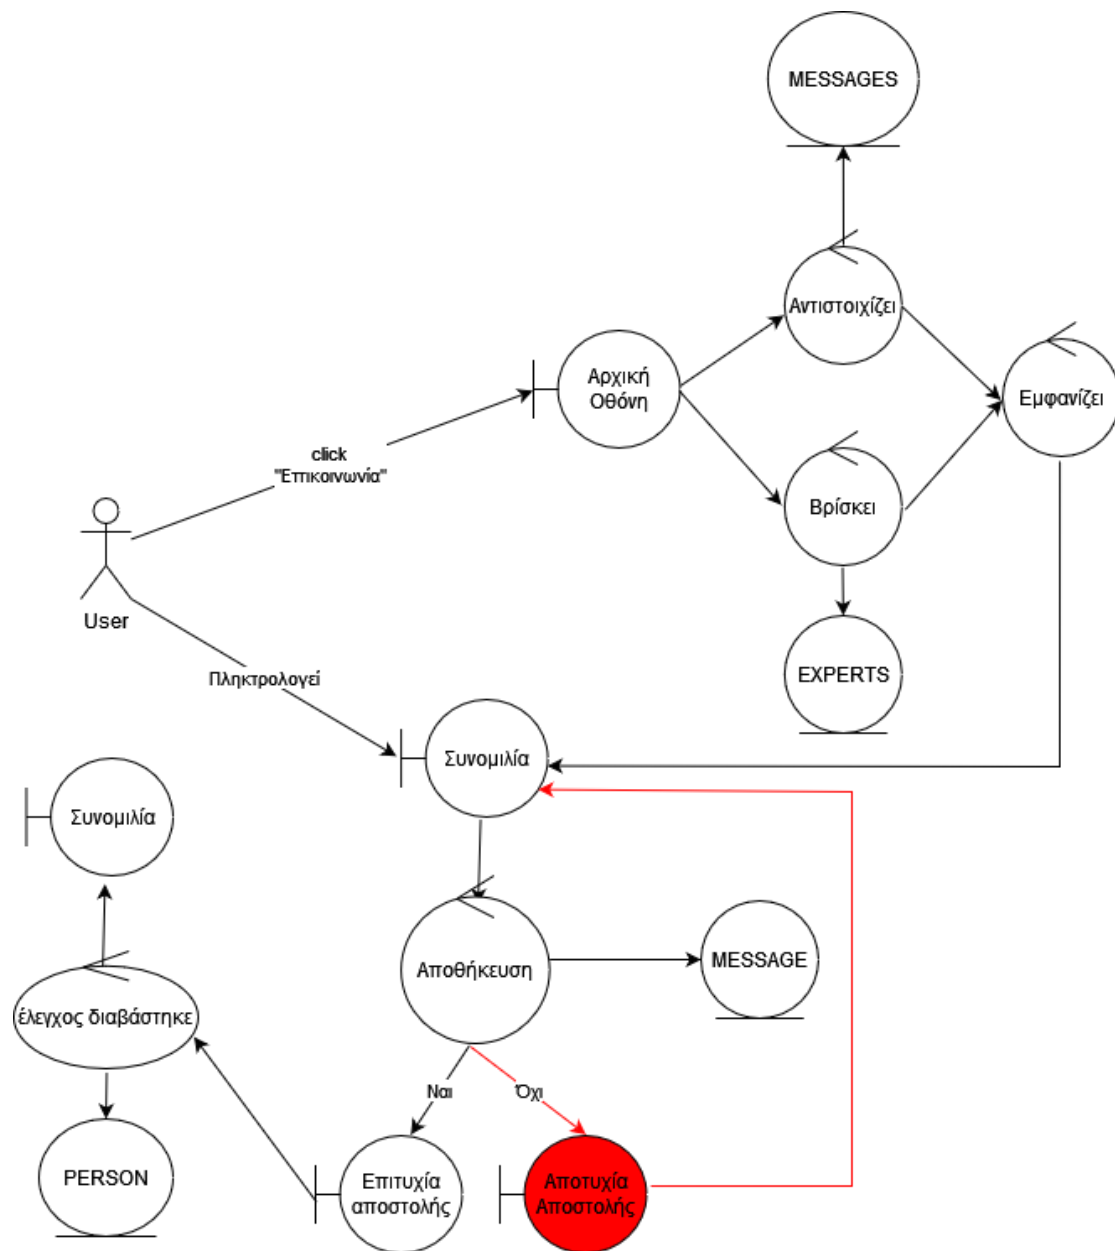 MESSAGES
Αντιστοιχίζει
Αρχική
Οθόνη
Εμφανίζει
click
"Επικοινωνία"
Βρίσκει
User
EXPERTS
Πληκτρολογεί
Συνομιλία
Συνομιλία
Αποθήκευση
MESSAGE
έλεγχος διαβάστηκε
Ναι
Όχι
PERSON
Επιτυχία
αποστολής
Αποτυχία
Αποστολής